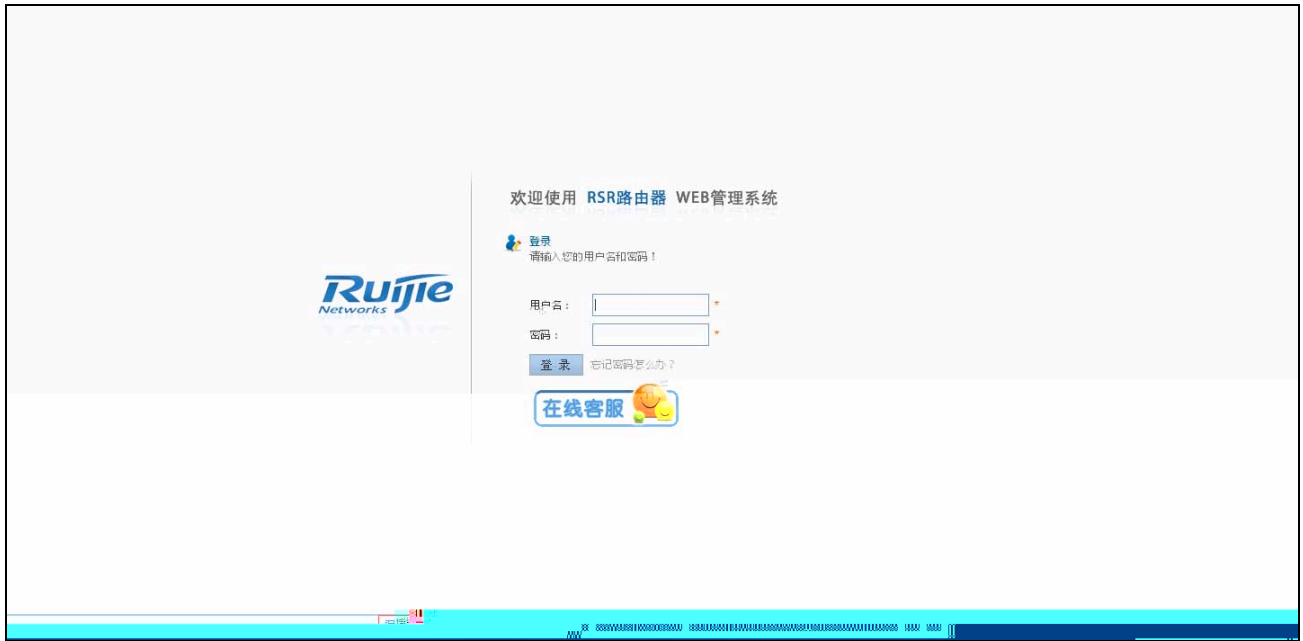 欢迎使用 RSR路由器 WEB管理系统
登录
请输入您的用户名和密码！
Ruijie
Networks
用户名： *
密码： *
登 录 忘记密码怎么办？
在线客服